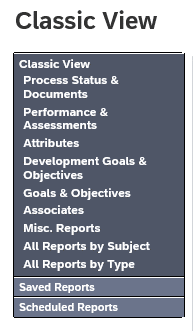 Classic View
Classic View
Process Status &
Documents
Performance &
Assessments
Attributes
Development Goals &
Objectives
Goals & Objectives
Associates
Misc. Reports
All Reports by Subject
All Reports by Type
Saved Reports
Scheduled Reports